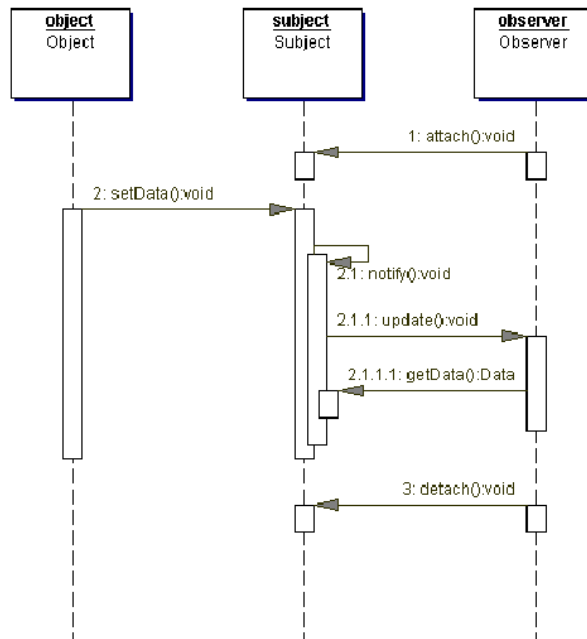 object
Object
subject
Subject
observer
Observer
1: attach():void
2: setData():void
2.1: notify():void
2.1.1: update():void
2.1.1.1: getData():Data
3: detach():void